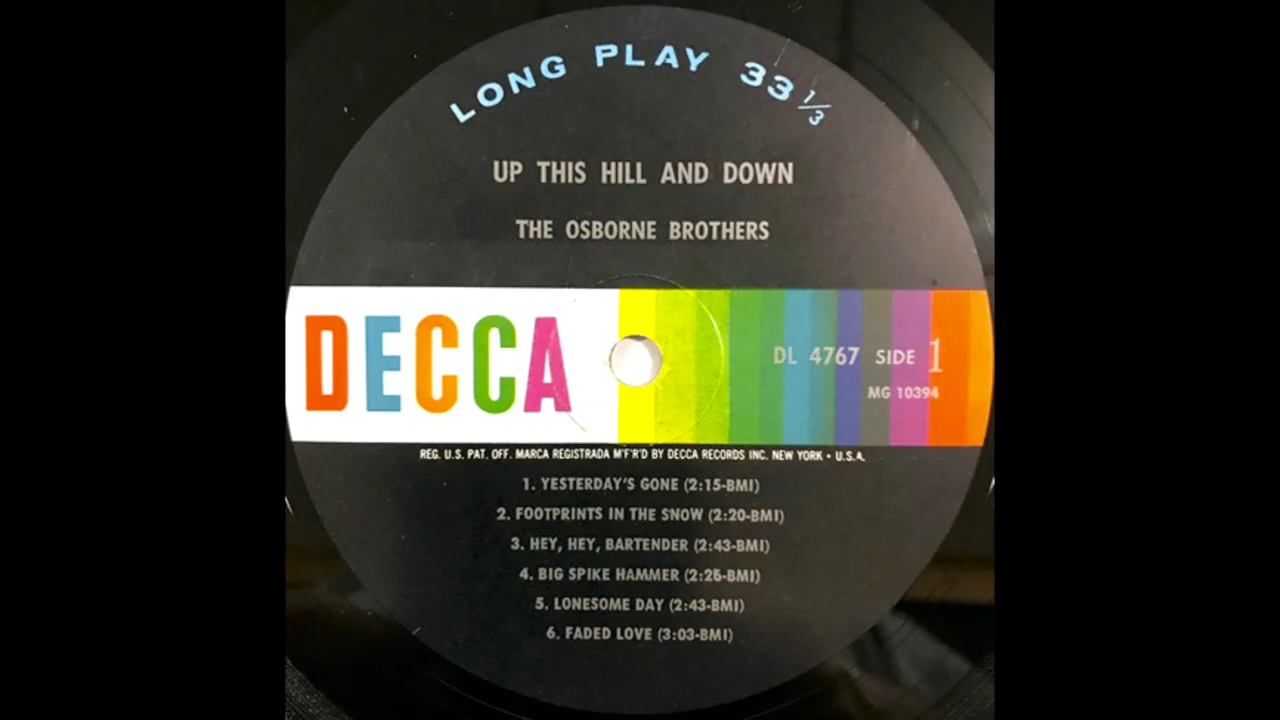 LONG PLAY 33 1/3
UP THIS HILL AND DOWN
THE OSBORNE BROTHERS
DECCA
DL 4767 SIDE 1
MG 10394
REG. U.S. PAT. OFF. MARCA REGISTRADA M'F'R'D BY DECCA RECORDS INC. NEW YORK • U.S.A.
1. YESTERDAY'S GONE (2:15-BMI)
2. FOOTPRINTS IN THE SNOW (2:20-BMI)
3. HEY, HEY, BARTENDER (2:43-BMI)
4. BIG SPIKE HAMMER (2:26-BMI)
5. LONESOME DAY (2:43-BMI)
6. FADED LOVE (3:03-BMI)